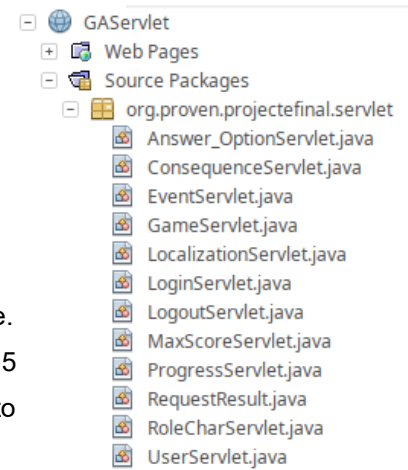 GAServlet
Web Pages
Source Packages
org.proven.projectefinal.servlet
Answer_OptionServlet.java
ConsequenceServlet.java
EventServlet.java
GameServlet.java
LocalizationServlet.java
LoginServlet.java
LogoutServlet.java
MaxScoreServlet.java
ProgressServlet.java
RequestResult.java
RoleCharServlet.java
UserServlet.java
5